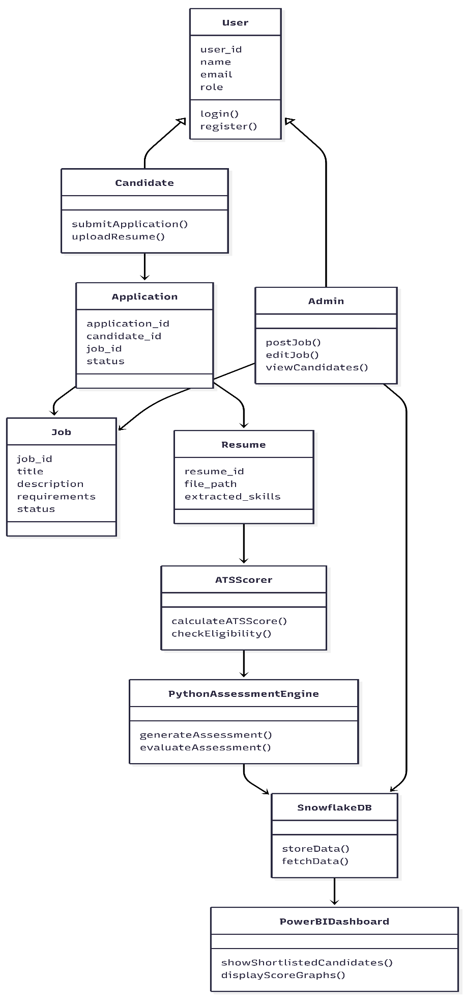 User
user_id
name
email
role
login()
register()
Candidate
submitApplication()
uploadResume()
Application
application_id
candidate_id
job_id
status
Admin
postJob()
editJob()
viewCandidates()
Job
job_id
title
description
requirements
status
Resume
resume_id
file_path
extracted_skills
ATSScorer
calculateATSScore()
checkEligibility()
PythonAssessmentEngine
generateAssessment()
evaluateAssessment()
SnowflakeDB
storeData()
fetchData()
PowerBIDashboard
showShortlistedCandidates()
displayScoreGraphs()